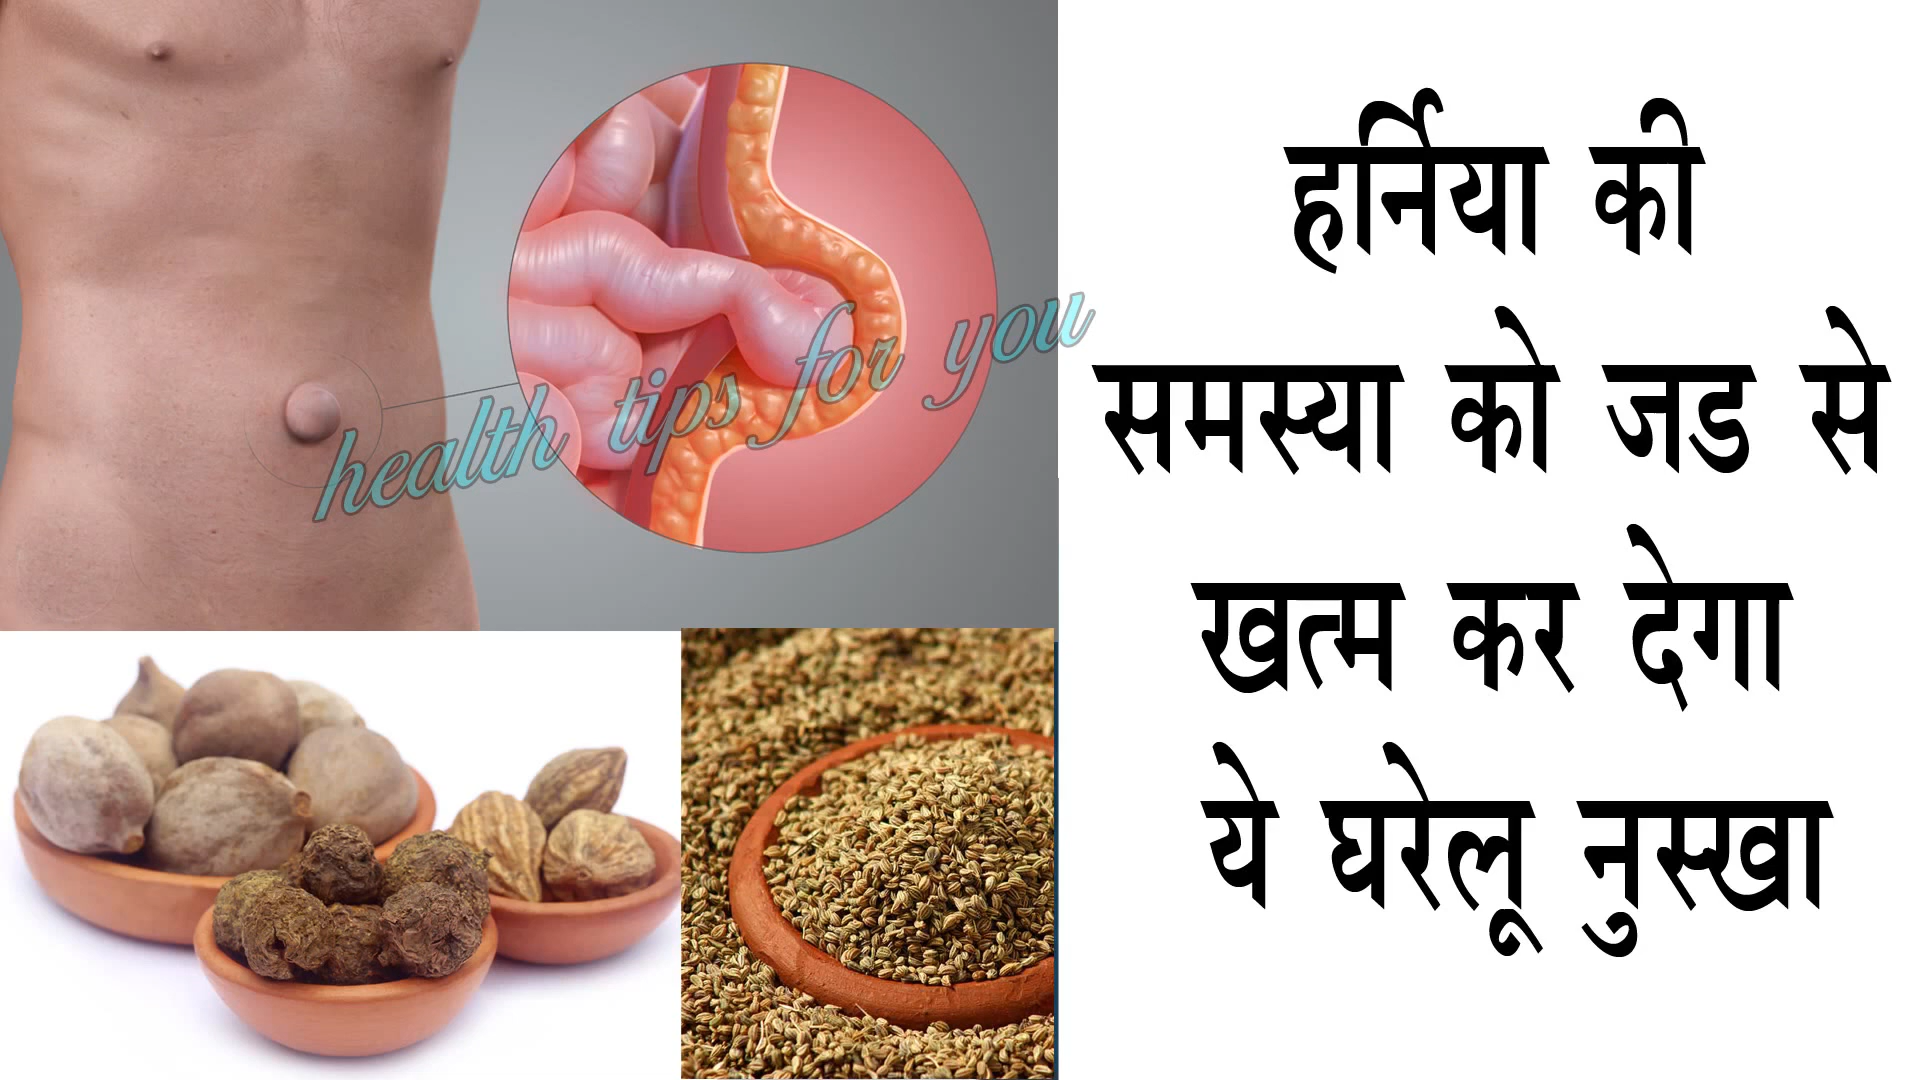 हर्निया की
समस्या को जड से
खत्म कर देगा
ये घरेलू नुस्खा
health tips for you